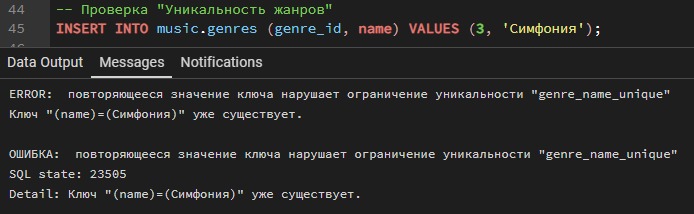 44 -- Проверка "Уникальность жанров"
45 INSERT INTO music.genres (genre_id, name) VALUES (3, 'Симфония');
Data Output Messages Notifications
ERROR:  повторяющееся значение ключа нарушает ограничение уникальности "genre_name_unique"
Ключ "(name)=(Симфония)" уже существует.
ОШИБКА:  повторяющееся значение ключа нарушает ограничение уникальности "genre_name_unique"
SQL state: 23505
Detail: Ключ "(name)=(Симфония)" уже существует.